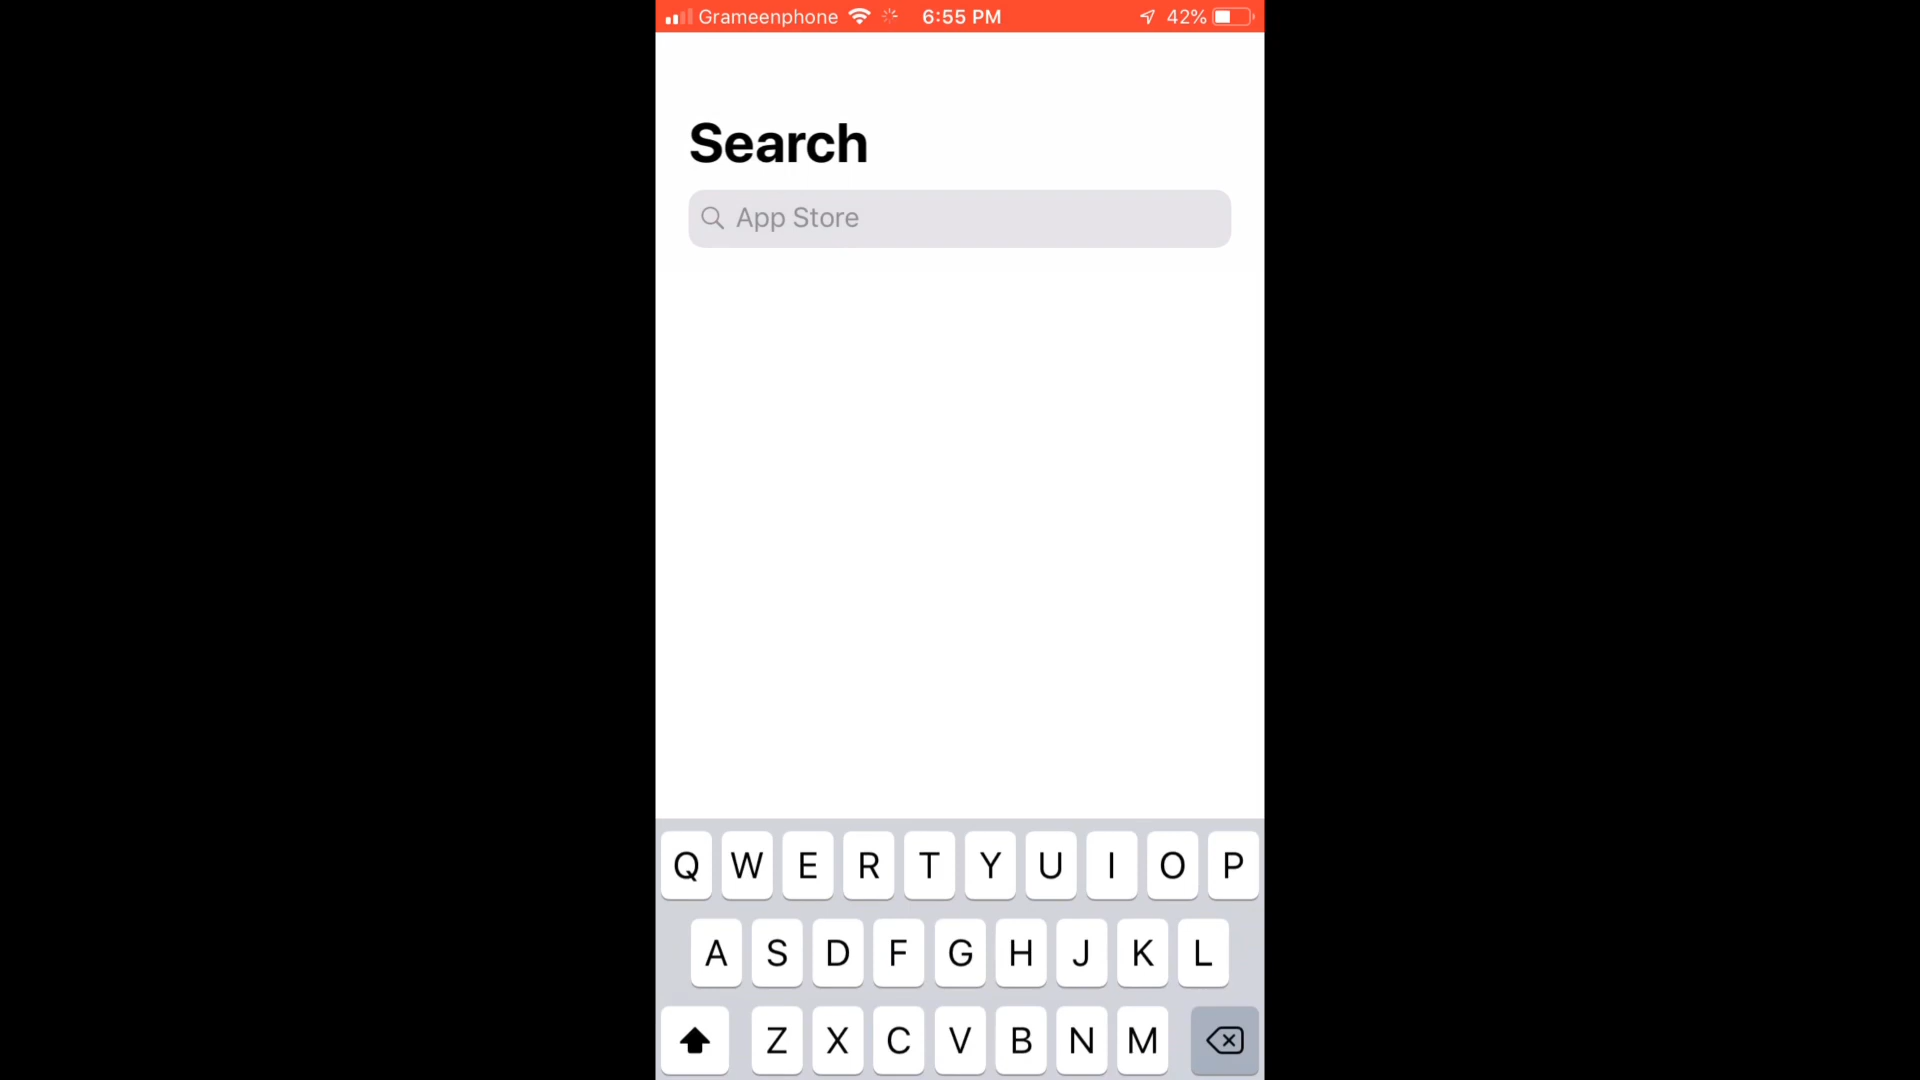 Grameenphone 6:55 PM 42%
Search
App Store
Q W E R T Y U I O P
A S D F G H J K L
Z X C V B N M